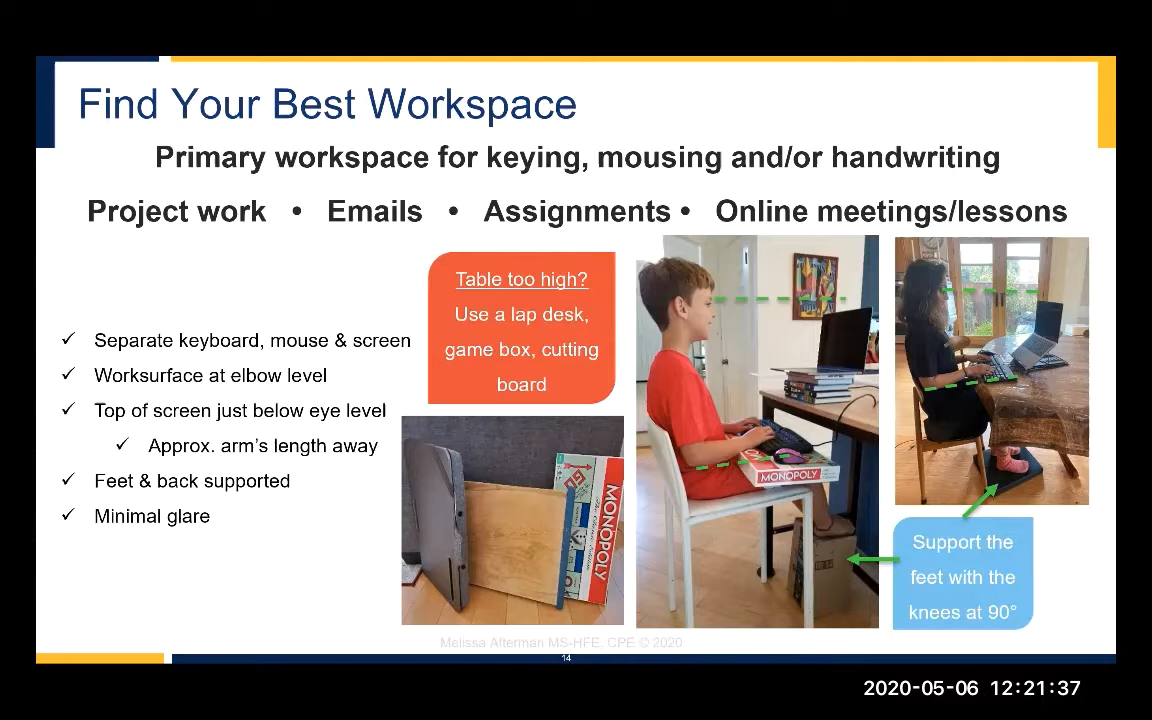 Find Your Best Workspace
Primary workspace for keying, mousing and/or handwriting
Project work • Emails • Assignments • Online meetings/lessons
✓ Separate keyboard, mouse & screen
✓ Worksurface at elbow level
✓ Top of screen just below eye level
✓ Approx. arm's length away
✓ Feet & back supported
✓ Minimal glare
Table too high?
Use a lap desk,
game box, cutting
board
MONOPOLY
MONOPOLY
Support the
feet with the
knees at 90°
Melissa Afterman MS-HFE, CPE © 2020
14
2020-05-06 12:21:37